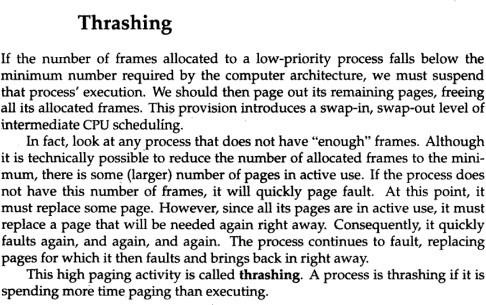 Thrashing
If the number of frames allocated to a low-priority process falls below the
minimum number required by the computer architecture, we must suspend
that process' execution. We should then page out its remaining pages, freeing
all its allocated frames. This provision introduces a swap-in, swap-out level of
intermediate CPU scheduling.
In fact, look at any process that does not have “enough” frames. Although
it is technically possible to reduce the number of allocated frames to the mini-
mum, there is some (larger) number of pages in active use. If the process does
not have this number of frames, it will quickly page fault. At this point, it
must replace some page. However, since all its pages are in active use, it must
replace a page that will be needed again right away. Consequently, it quickly
faults again, and again, and again. The process continues to fault, replacing
pages for which it then faults and brings back in right away.
This high paging activity is called thrashing. A process is thrashing if it is
spending more time paging than executing.